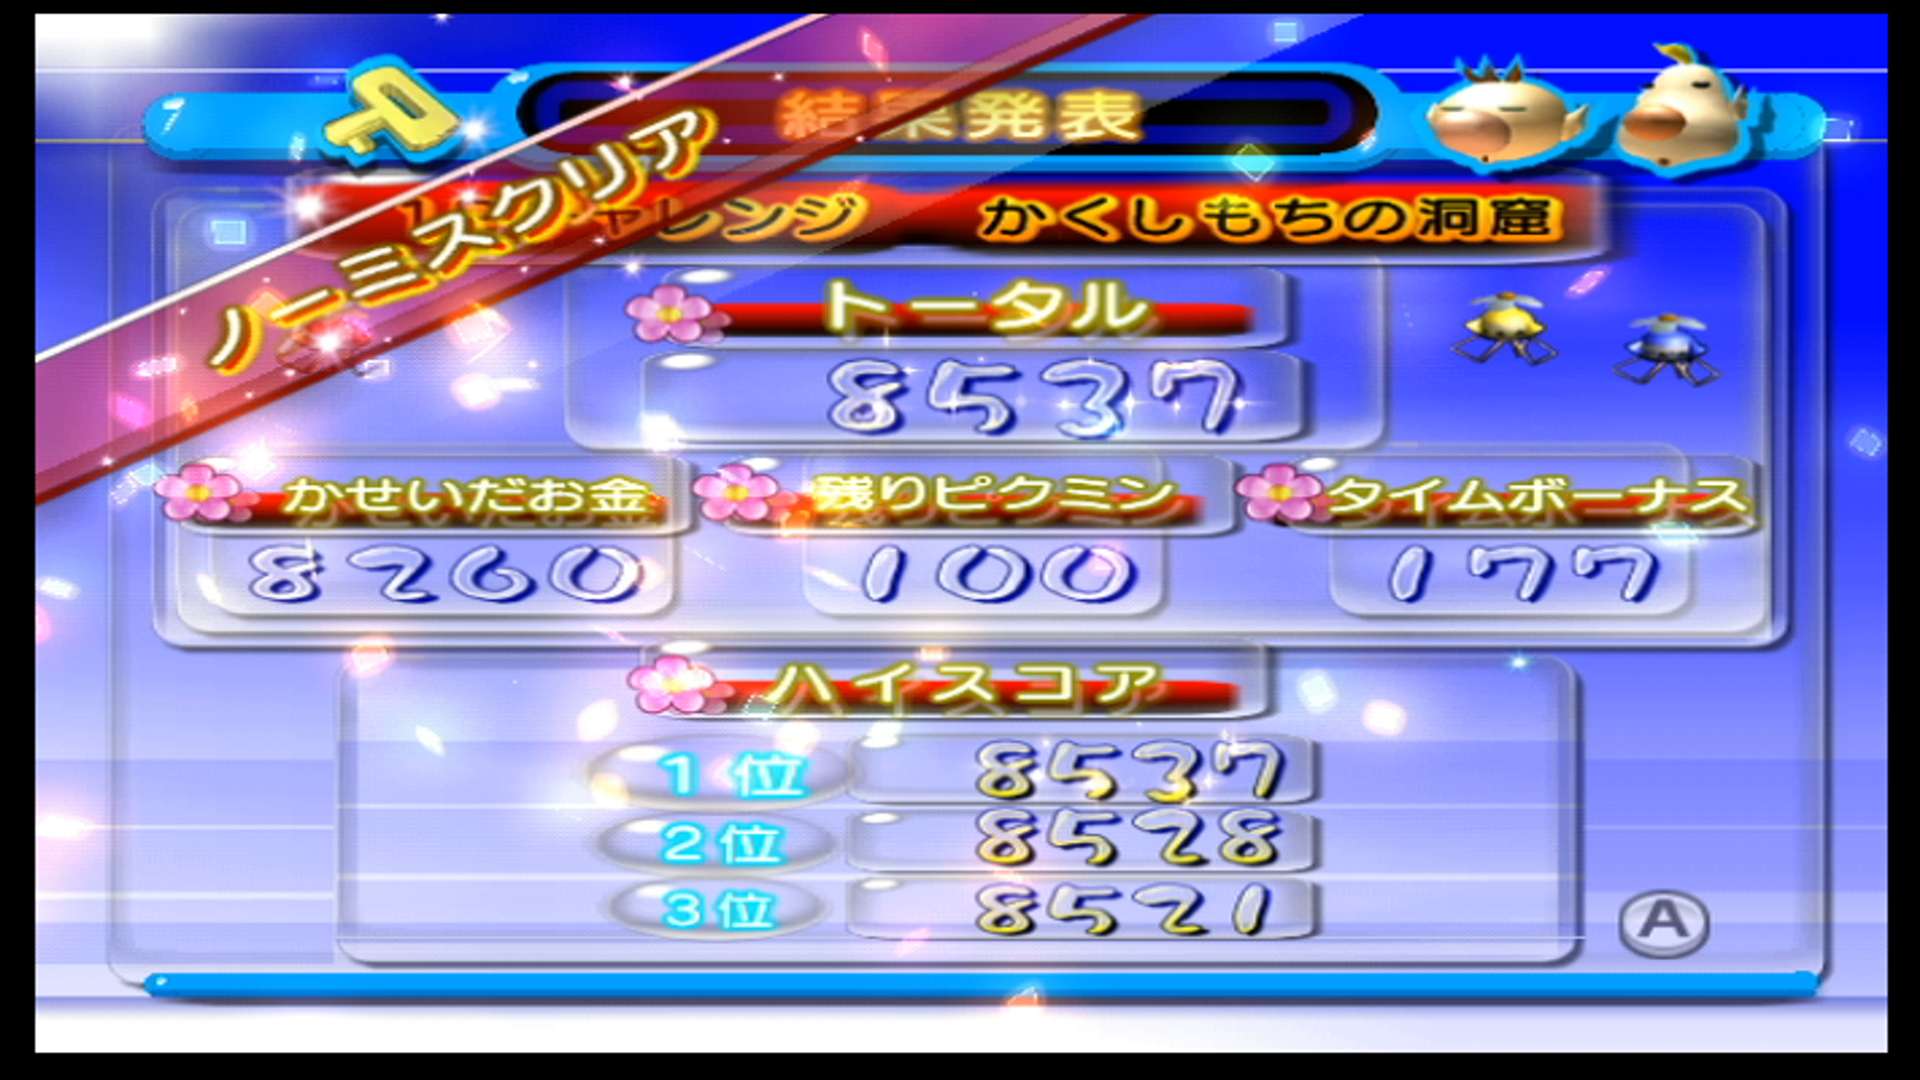 結果発表
ノーミスクリア
チャレンジ かくしもちの洞窟
トータル
8537
かせいだお金 残りピクミン タイムボーナス
8260 100 177
ハイスコア
1位 8537
2位 8528
3位 8521
A